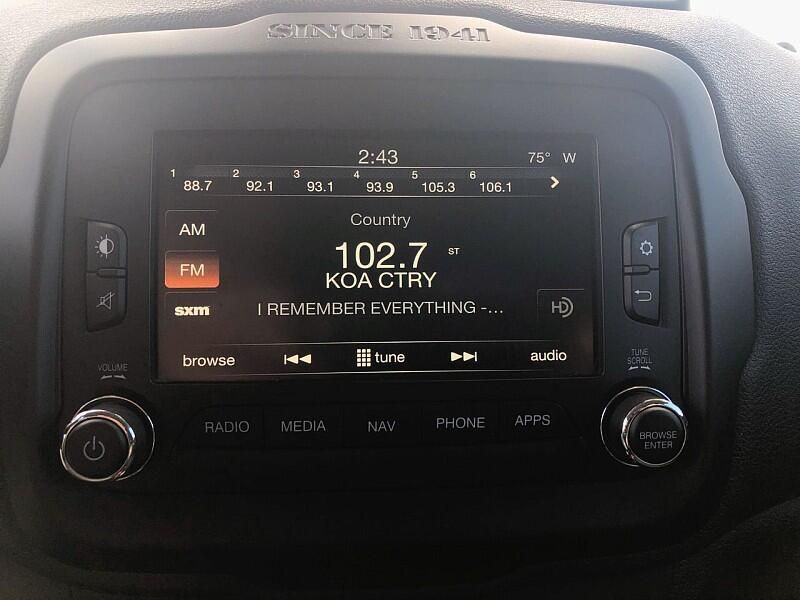 SINCE 1941
2:43 75° W
1 88.7 2 92.1 3 93.1 4 93.9 5 105.3 6 106.1
AM
Country
102.7 ST
FM
KOA CTRY
sxm
I REMEMBER EVERYTHING -...
HD
browse tune audio
VOLUME
TUNE
SCROLL
RADIO MEDIA NAV PHONE APPS
BROWSE
ENTER